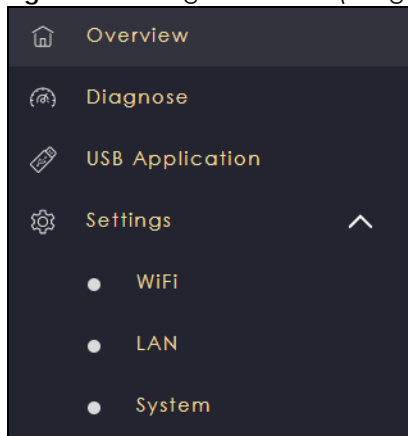 Overview
Diagnose
USB Application
Settings
WiFi
LAN
System